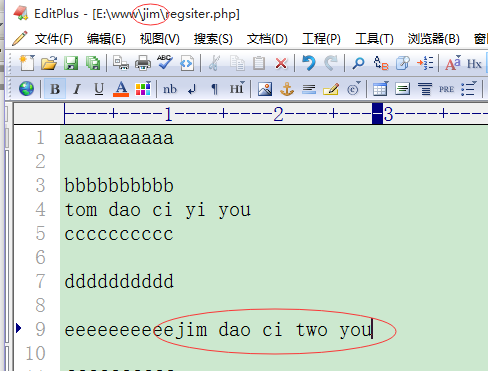 EditPlus - [E:\www\jim\regsiter.php]
文件(F) 编辑(E) 视图(V) 搜索(S) 文档(D) 工程(P) 工具(T) 浏览器(B)
ABC A Hx
B I U A nb ¶ H H PRE
----+----1----+----2----+----3----+----
1 aaaaaaaaaa
2
3 bbbbbbbbbb
4 tom dao ci yi you
5 cccccccccc
6
7 dddddddddd
8
9 eeeeeeeeeejim dao ci two you
10